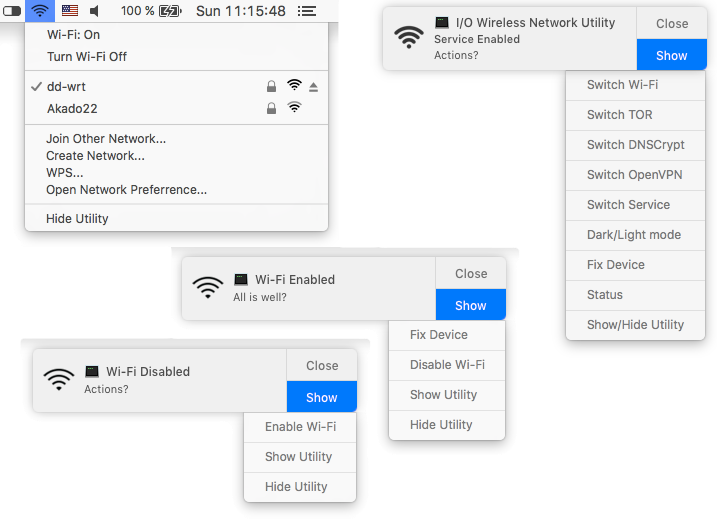 100 %
Sun 11:15:48
Wi-Fi: On
Turn Wi-Fi Off
dd-wrt
Akado22
Join Other Network...
Create Network...
WPS...
Open Network Preferrence...
Hide Utility
I/O Wireless Network Utility
Service Enabled
Actions?
Close
Show
Switch Wi-Fi
Switch TOR
Switch DNSCrypt
Switch OpenVPN
Switch Service
Dark/Light mode
Fix Device
Status
Show/Hide Utility
Wi-Fi Enabled
All is well?
Close
Show
Fix Device
Disable Wi-Fi
Show Utility
Hide Utility
Wi-Fi Disabled
Actions?
Close
Show
Enable Wi-Fi
Show Utility
Hide Utility